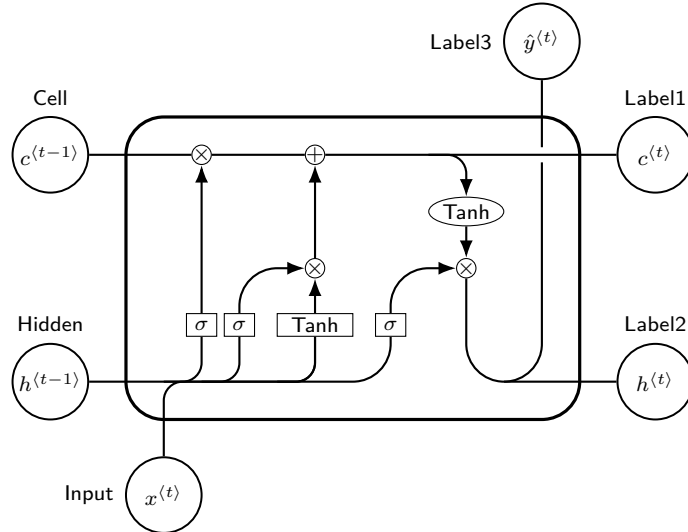 Label3
ŷ⟨t⟩
Cell
Label1
c⟨t−1⟩
× +
c⟨t⟩
Tanh
× ×
Hidden
σ σ Tanh σ
Label2
h⟨t−1⟩
h⟨t⟩
Input
x⟨t⟩